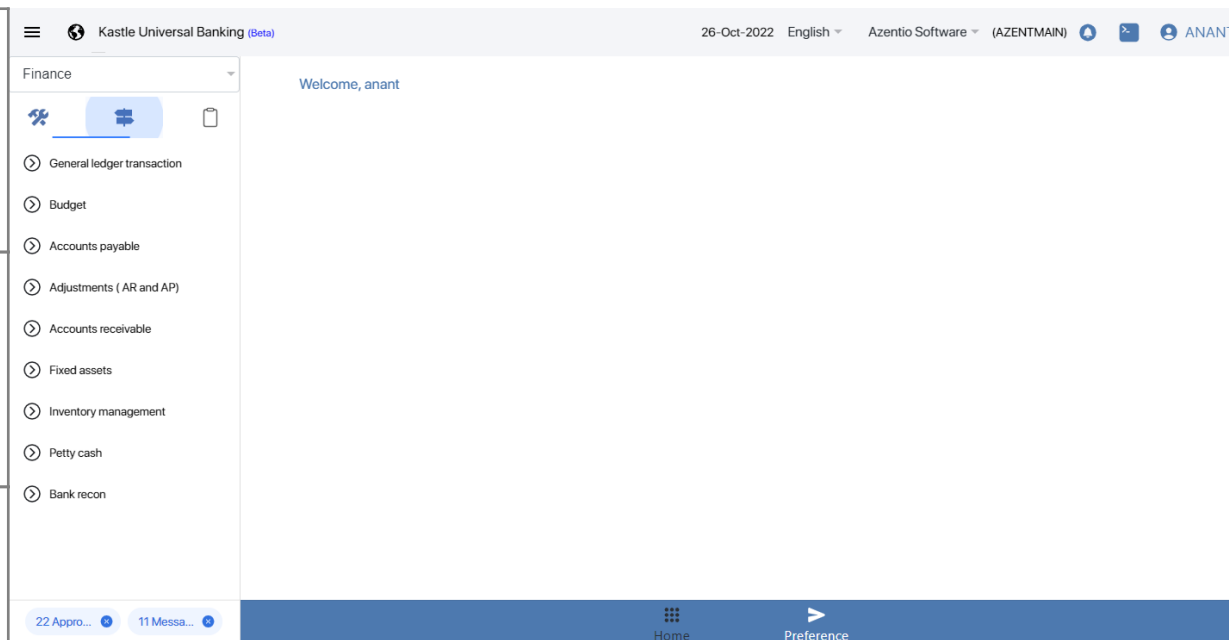 Kastle Universal Banking (Beta)
26-Oct-2022 English Azentio Software (AZENTMAIN) ANANT
Finance
Welcome, anant
General ledger transaction
Budget
Accounts payable
Adjustments ( AR and AP)
Accounts receivable
Fixed assets
Inventory management
Petty cash
Bank recon
22 Appro... 11 Messa...
Home
Preference